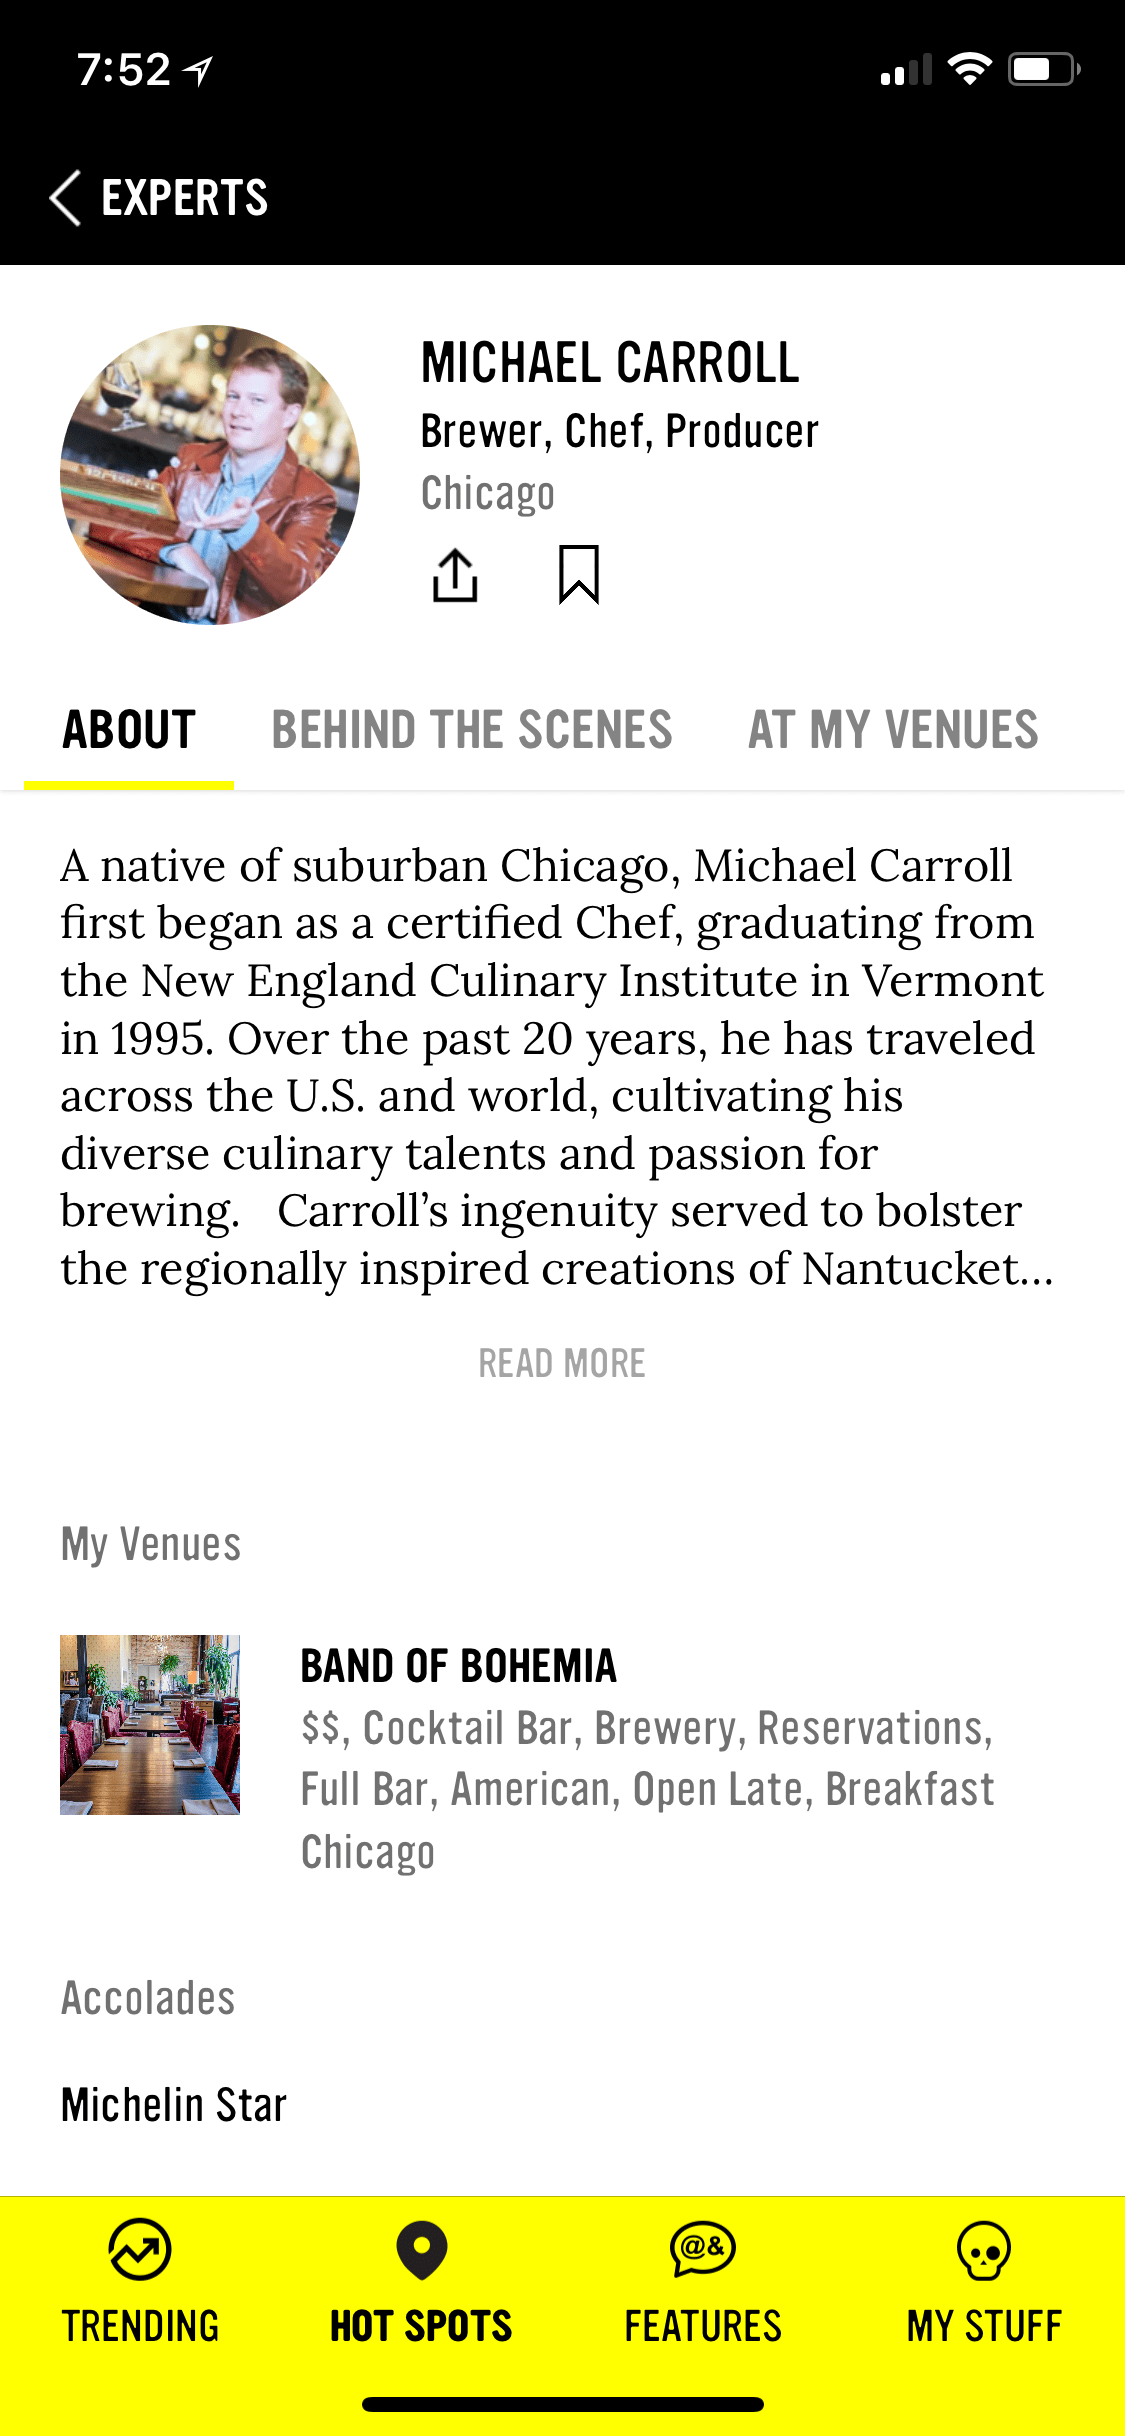 7:52
EXPERTS
MICHAEL CARROLL
Brewer, Chef, Producer
Chicago
ABOUT
BEHIND THE SCENES
AT MY VENUES
A native of suburban Chicago, Michael Carroll
first began as a certified Chef, graduating from
the New England Culinary Institute in Vermont
in 1995. Over the past 20 years, he has traveled
across the U.S. and world, cultivating his
diverse culinary talents and passion for
brewing.   Carroll’s ingenuity served to bolster
the regionally inspired creations of Nantucket…
READ MORE
My Venues
BAND OF BOHEMIA
$$, Cocktail Bar, Brewery, Reservations,
Full Bar, American, Open Late, Breakfast
Chicago
Accolades
Michelin Star
@&
TRENDING
HOT SPOTS
FEATURES
MY STUFF